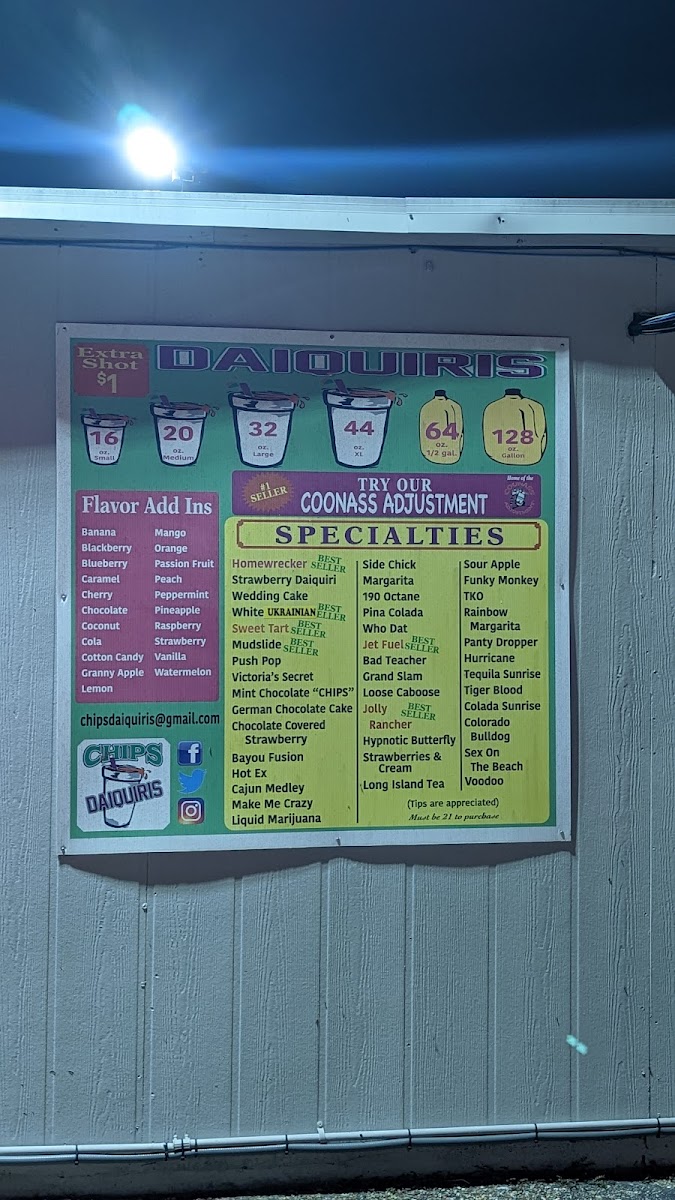 Extra
Shot
$1
DAIQUIRIS
16
oz.
Small
20
oz.
Medium
32
oz.
Large
44
oz.
XL
64
oz.
1/2 gal.
128
oz.
Gallon
#1
SELLER
TRY OUR
COONASS ADJUSTMENT
Home of the
Flavor Add Ins
Banana
Blackberry
Blueberry
Caramel
Cherry
Chocolate
Coconut
Cola
Cotton Candy
Granny Apple
Lemon
Mango
Orange
Passion Fruit
Peach
Peppermint
Pineapple
Raspberry
Strawberry
Vanilla
Watermelon
chipsdaiquiris@gmail.com
CHIPS
DAIQUIRIS
SPECIALTIES
Homewrecker BEST SELLER
Strawberry Daiquiri
Wedding Cake
White UKRAINIAN BEST
Sweet Tart BEST SELLER
Mudslide BEST SELLER
Push Pop
Victoria's Secret
Mint Chocolate "CHIPS"
German Chocolate Cake
Chocolate Covered
Strawberry
Bayou Fusion
Hot Ex
Cajun Medley
Make Me Crazy
Liquid Marijuana
Side Chick
Margarita
190 Octane
Pina Colada
Who Dat
Jet Fuel BEST SELLER
Bad Teacher
Grand Slam
Loose Caboose
Jolly BEST SELLER
Rancher
Hypnotic Butterfly
Strawberries &
Cream
Long Island Tea
Sour Apple
Funky Monkey
TKO
Rainbow
Margarita
Panty Dropper
Hurricane
Tequila Sunrise
Tiger Blood
Colada Sunrise
Colorado
Bulldog
Sex On
The Beach
Voodoo
(Tips are appreciated)
Must be 21 to purchase